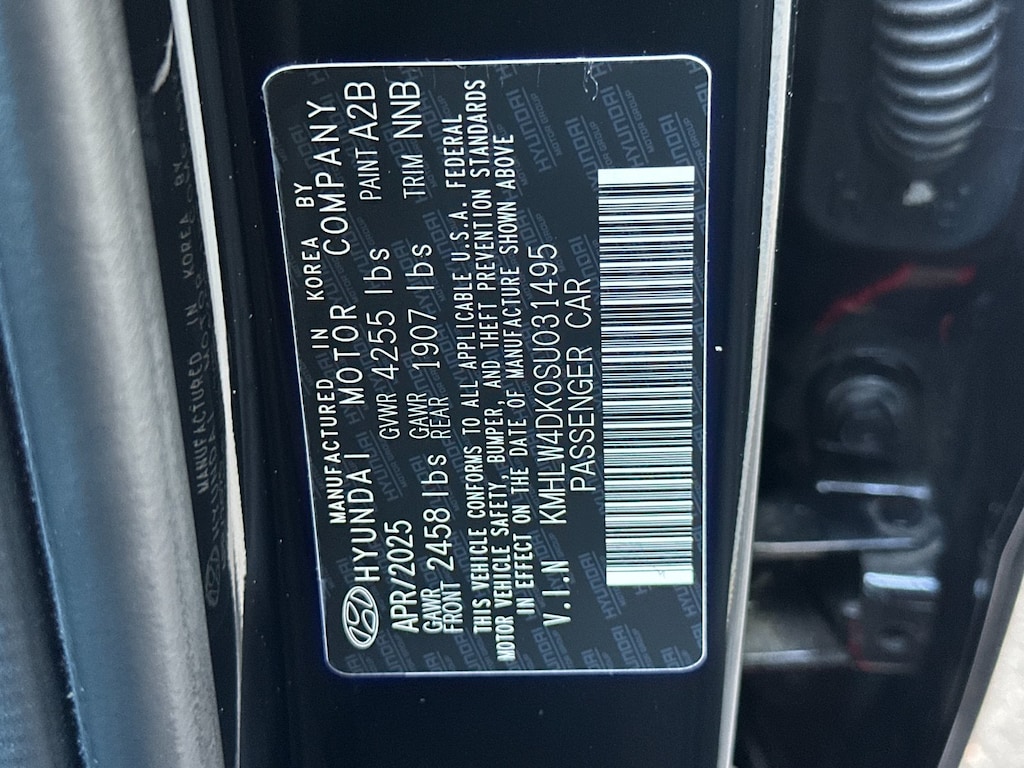 MANUFACTURED IN KOREA BY
HYUNDAI MOTOR COMPANY
APR/2025 GVWR 4255 lbs PAINT A2B
GAWR FRONT 2458 lbs GAWR REAR 1907 lbs TRIM NNB
THIS VEHICLE CONFORMS TO ALL APPLICABLE U.S.A. FEDERAL
MOTOR VEHICLE SAFETY, BUMPER, AND THEFT PREVENTION STANDARDS
IN EFFECT ON THE DATE OF MANUFACTURE SHOWN ABOVE
V.I.N KMHLW4DK0SU031495
PASSENGER CAR